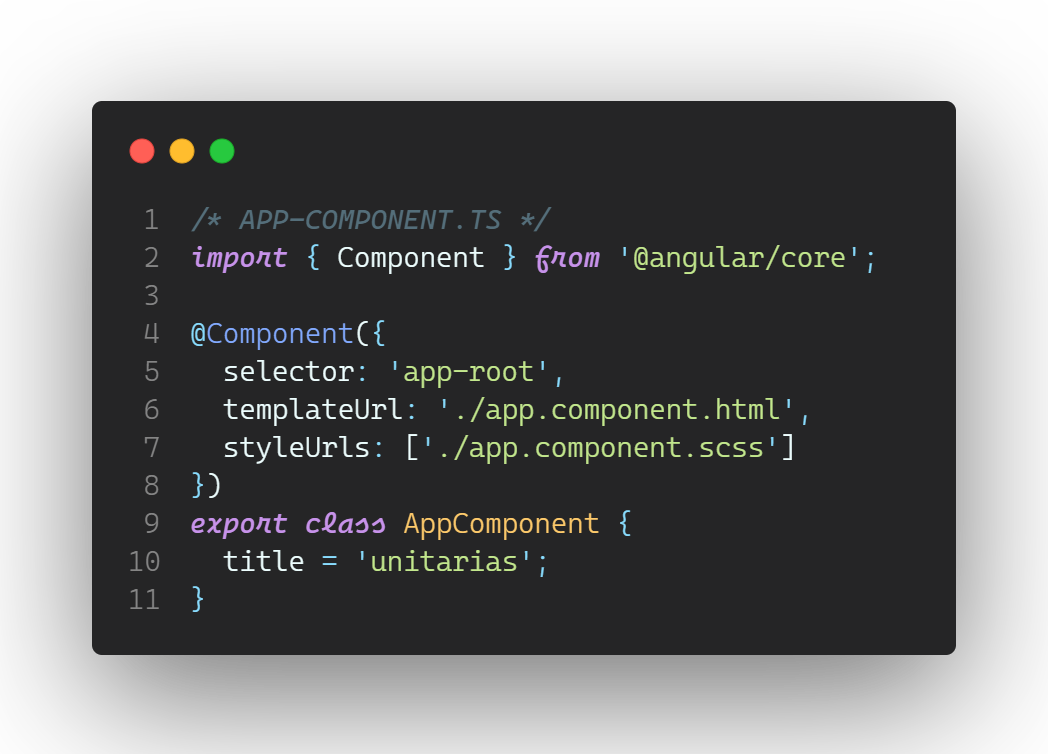 1 /* APP-COMPONENT.TS */
2 import { Component } from '@angular/core';
3
4 @Component({
5   selector: 'app-root',
6   templateUrl: './app.component.html',
7   styleUrls: ['./app.component.scss']
8 })
9 export class AppComponent {
10   title = 'unitarias';
11 }